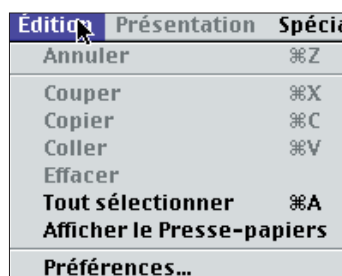 Édition Présentation Spécia
Annuler ⌘Z
Couper ⌘X
Copier ⌘C
Coller ⌘V
Effacer
Tout sélectionner ⌘A
Afficher le Presse-papiers
Préférences...